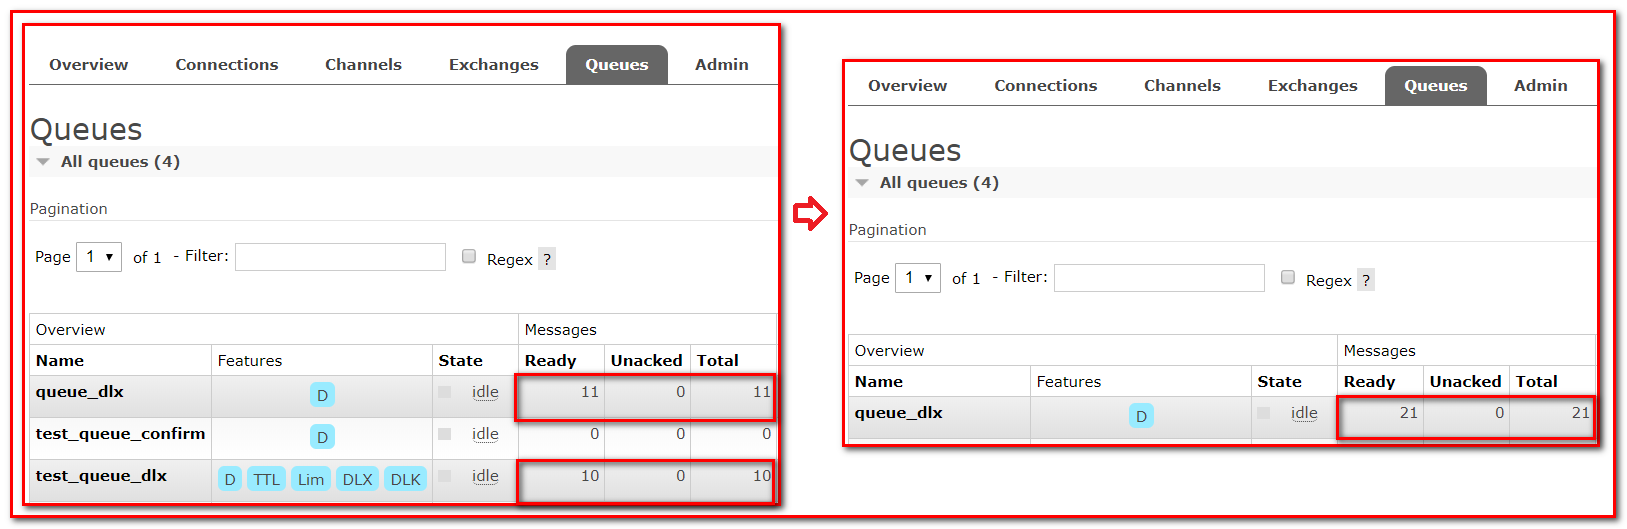 Overview Connections Channels Exchanges Queues Admin
Queues
All queues (4)
Pagination
Page 1 of 1 - Filter: Regex ?
Overview Messages
Name Features State Ready Unacked Total
queue_dlx D idle 11 0 11
test_queue_confirm D idle 0 0 0
test_queue_dlx D TTL Lim DLX DLK idle 10 0 10
Overview Connections Channels Exchanges Queues Admin
Queues
All queues (4)
Pagination
Page 1 of 1 - Filter: Regex ?
Overview Messages
Name Features State Ready Unacked Total
queue_dlx D idle 21 0 21